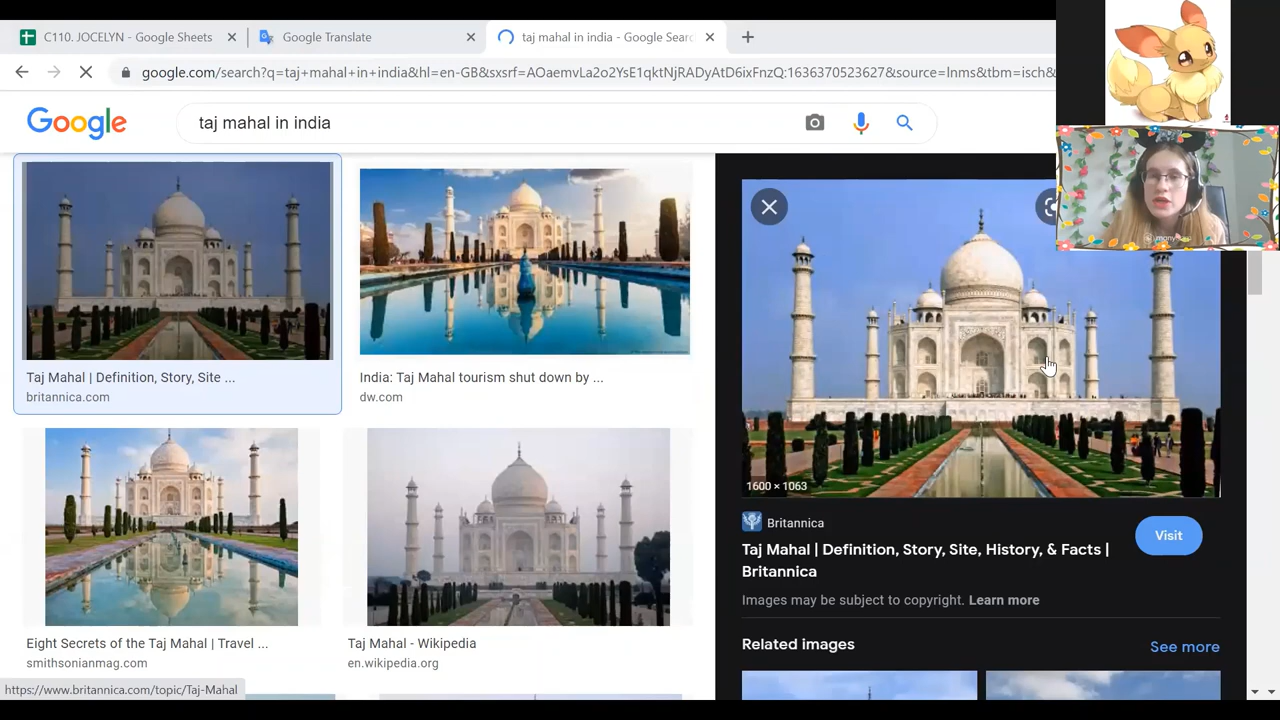 C110. JOCELYN - Google Sheets
Google Translate
taj mahal in india - Google Sear
google.com/search?q=taj+mahal+in+india&hl=en-GB&sxsrf=AOaemvLa2o2YsE1qktNjRADyAtD6ixFnzQ:1636370523627&source=lnms&tbm=isch&
Google
taj mahal in india
Taj Mahal | Definition, Story, Site ...
britannica.com
India: Taj Mahal tourism shut down by ...
dw.com
Eight Secrets of the Taj Mahal | Travel ...
smithsonianmag.com
Taj Mahal - Wikipedia
en.wikipedia.org
1600 × 1063
Britannica
Taj Mahal | Definition, Story, Site, History, & Facts |
Britannica
Visit
Images may be subject to copyright. Learn more
Related images
See more
https://www.britannica.com/topic/Taj-Mahal